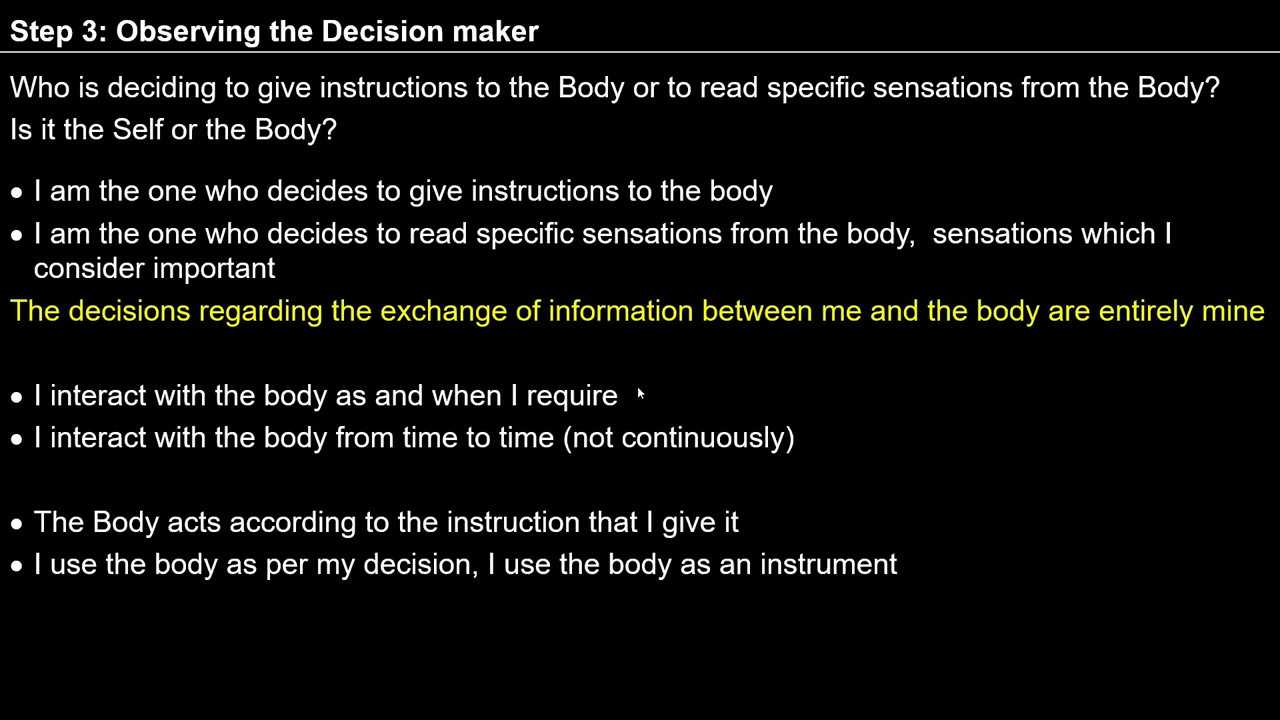 Step 3: Observing the Decision maker
Who is deciding to give instructions to the Body or to read specific sensations from the Body?
Is it the Self or the Body?
• I am the one who decides to give instructions to the body
• I am the one who decides to read specific sensations from the body,  sensations which I
consider important
The decisions regarding the exchange of information between me and the body are entirely mine
• I interact with the body as and when I require
• I interact with the body from time to time (not continuously)
• The Body acts according to the instruction that I give it
• I use the body as per my decision, I use the body as an instrument